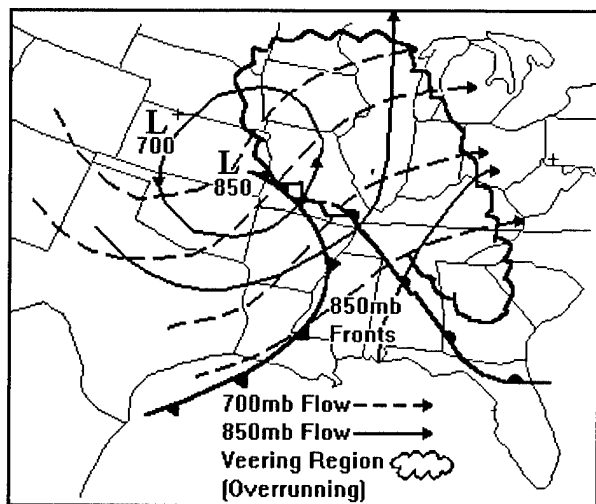 L
700
L
850
850mb
Fronts
700mb Flow
850mb Flow
Veering Region
(Overrunning)